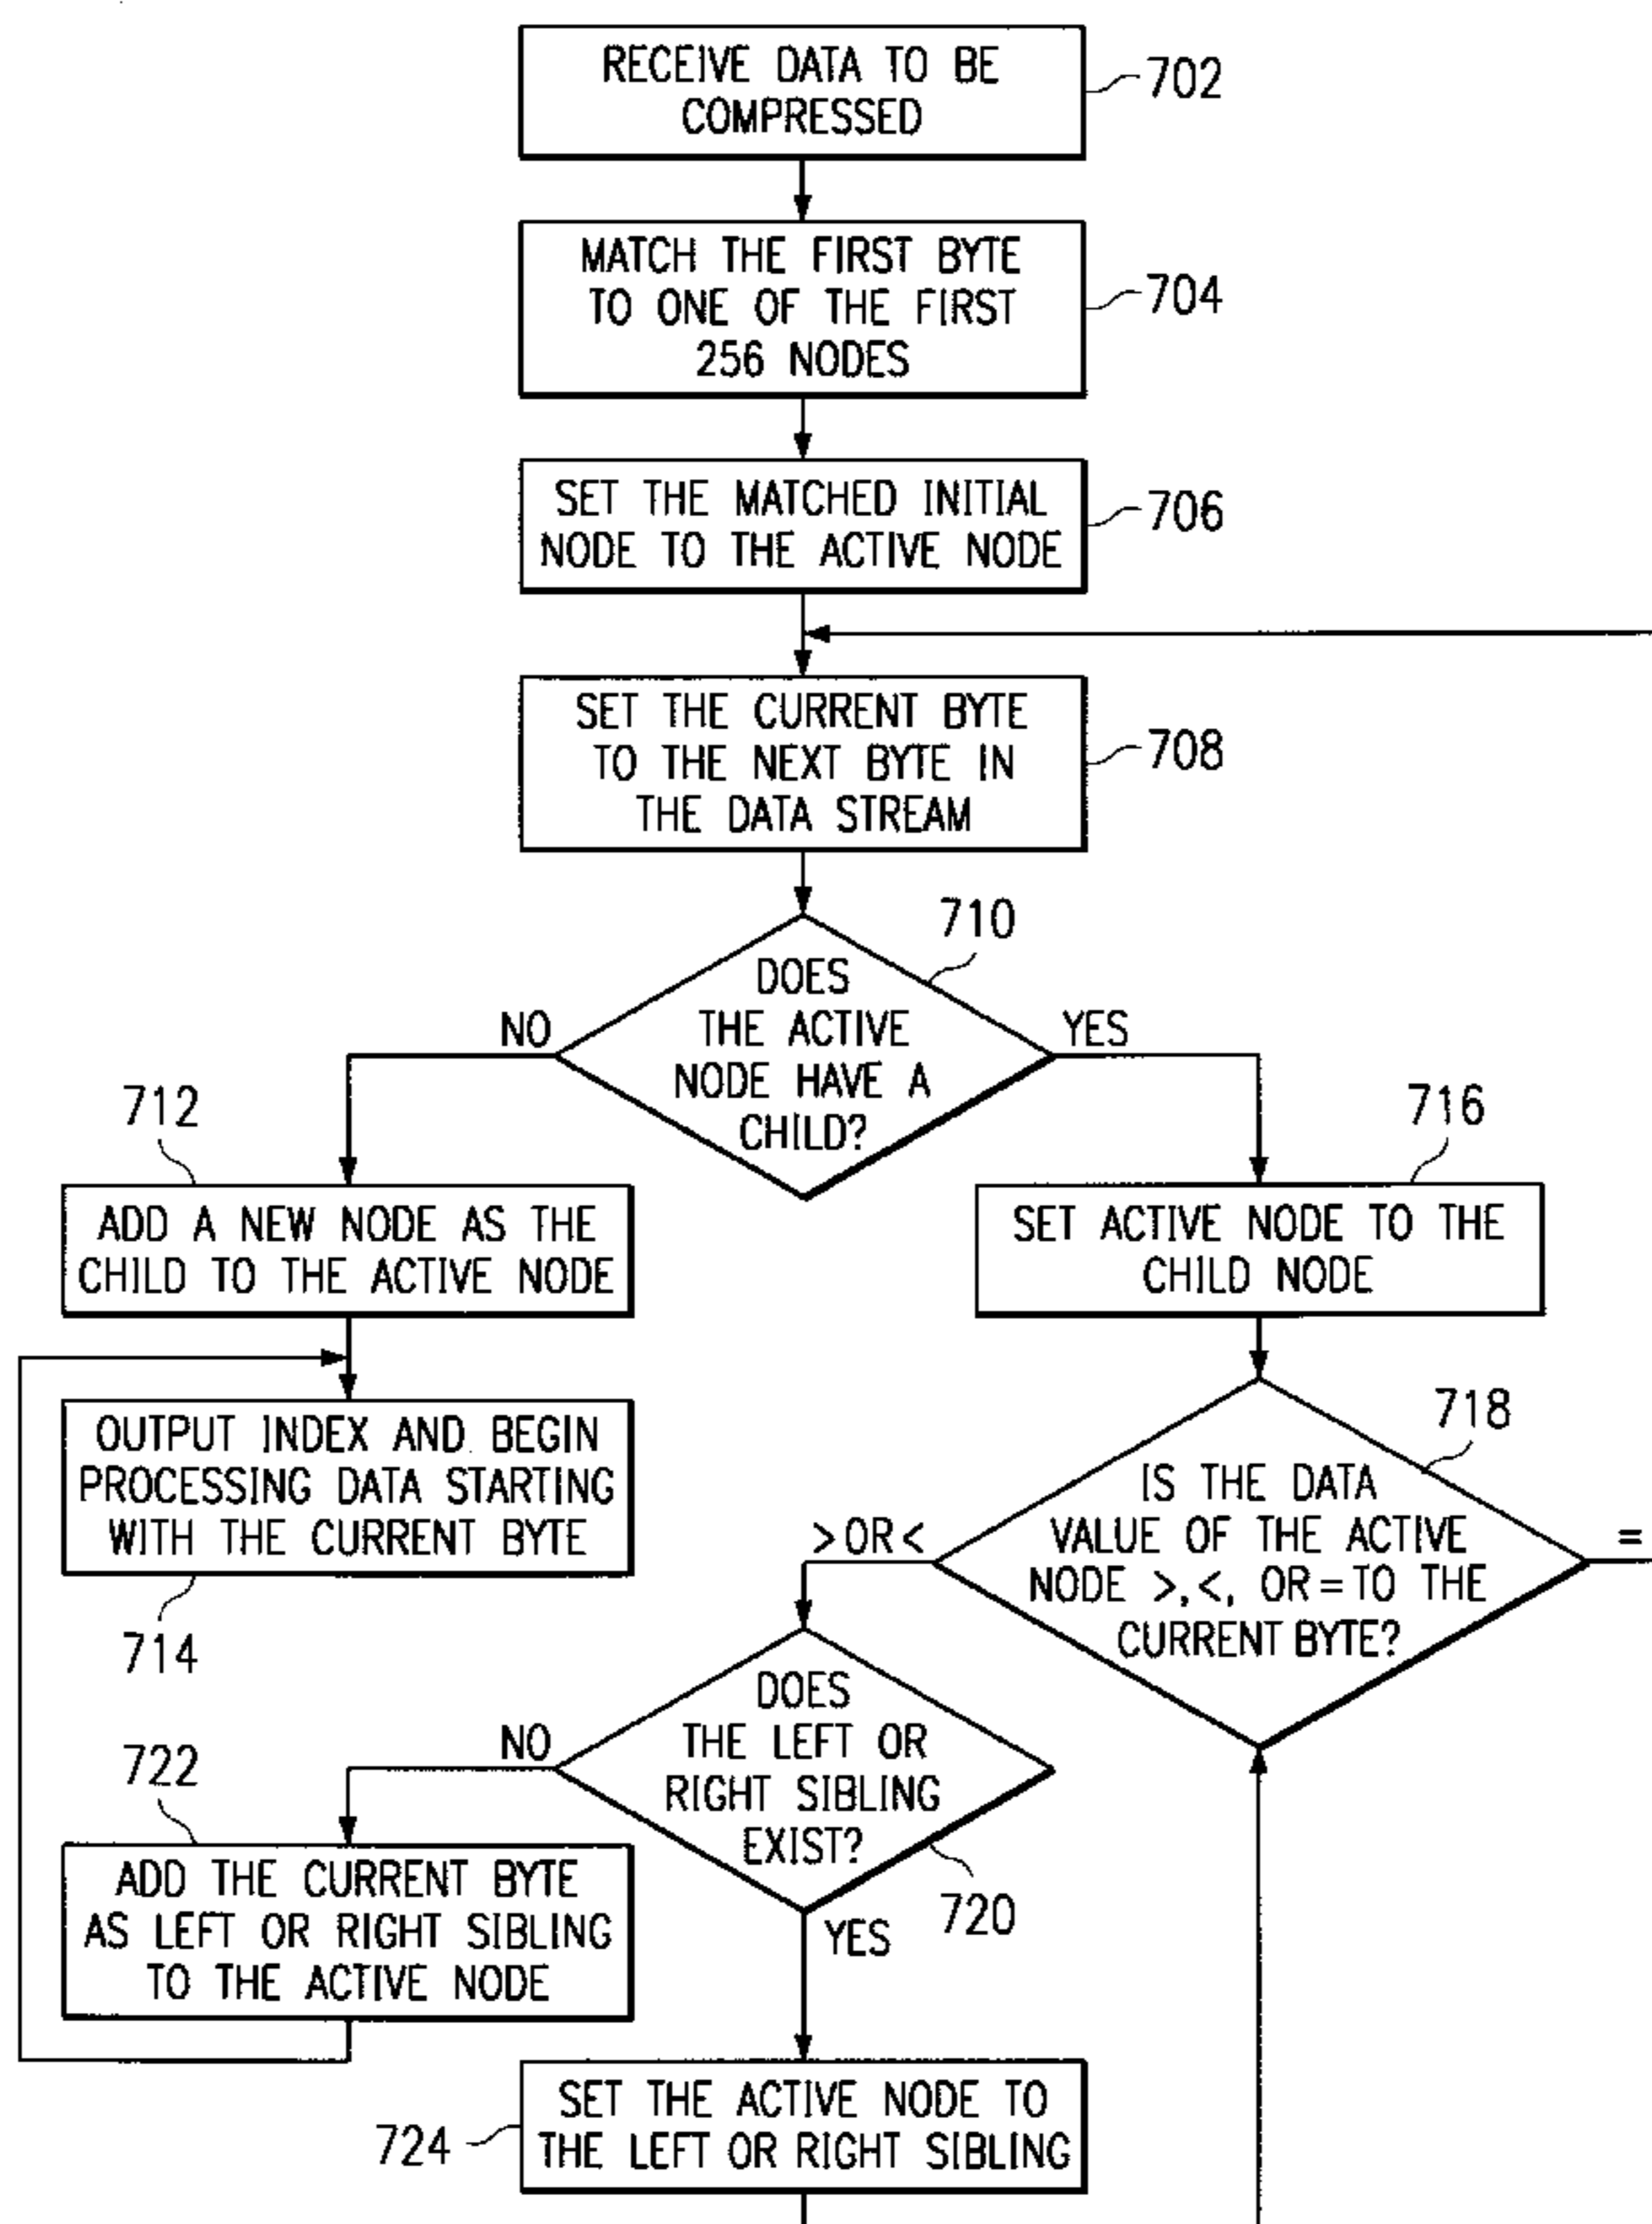 RECEIVE DATA TO BE
COMPRESSED
702
MATCH THE FIRST BYTE
TO ONE OF THE FIRST
256 NODES
704
SET THE MATCHED INITIAL
NODE TO THE ACTIVE NODE
706
SET THE CURRENT BYTE
TO THE NEXT BYTE IN
THE DATA STREAM
708
710
DOES
THE ACTIVE
NODE HAVE A
CHILD?
NO
YES
712
ADD A NEW NODE AS THE
CHILD TO THE ACTIVE NODE
716
SET ACTIVE NODE TO THE
CHILD NODE
OUTPUT INDEX AND BEGIN
PROCESSING DATA STARTING
WITH THE CURRENT BYTE
714
718
IS THE DATA
VALUE OF THE ACTIVE
NODE >,<, OR = TO THE
CURRENT BYTE?
> OR <
=
DOES
THE LEFT OR
RIGHT SIBLING
EXIST?
720
NO
YES
722
ADD THE CURRENT BYTE
AS LEFT OR RIGHT SIBLING
TO THE ACTIVE NODE
SET THE ACTIVE NODE TO
THE LEFT OR RIGHT SIBLING
724